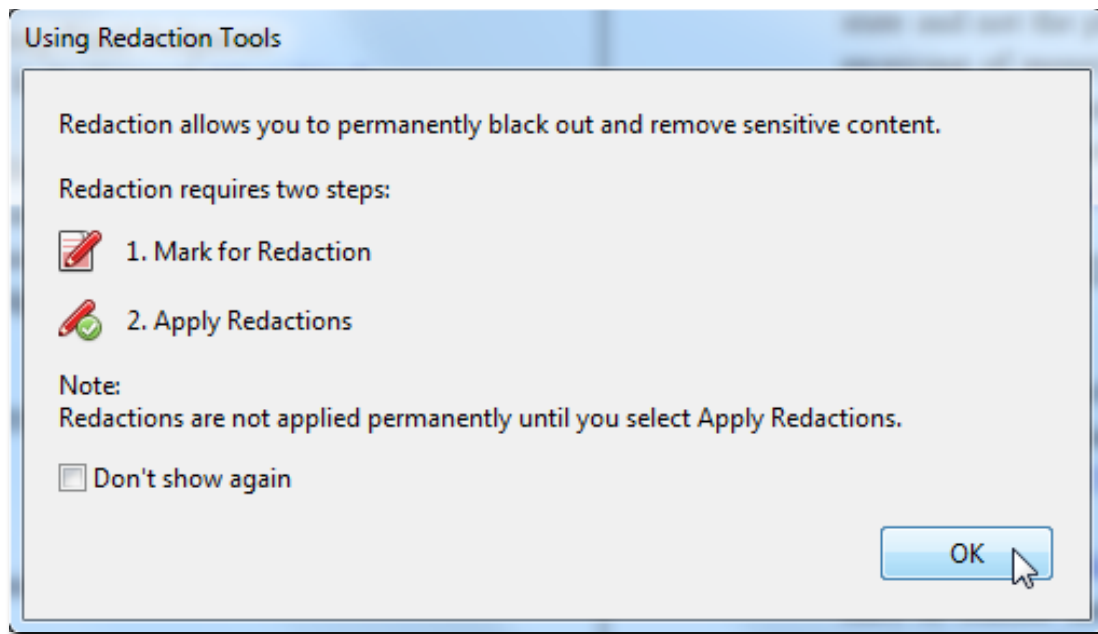 Using Redaction Tools
Redaction allows you to permanently black out and remove sensitive content.
Redaction requires two steps:
1. Mark for Redaction
2. Apply Redactions
Note:
Redactions are not applied permanently until you select Apply Redactions.
Don't show again
OK